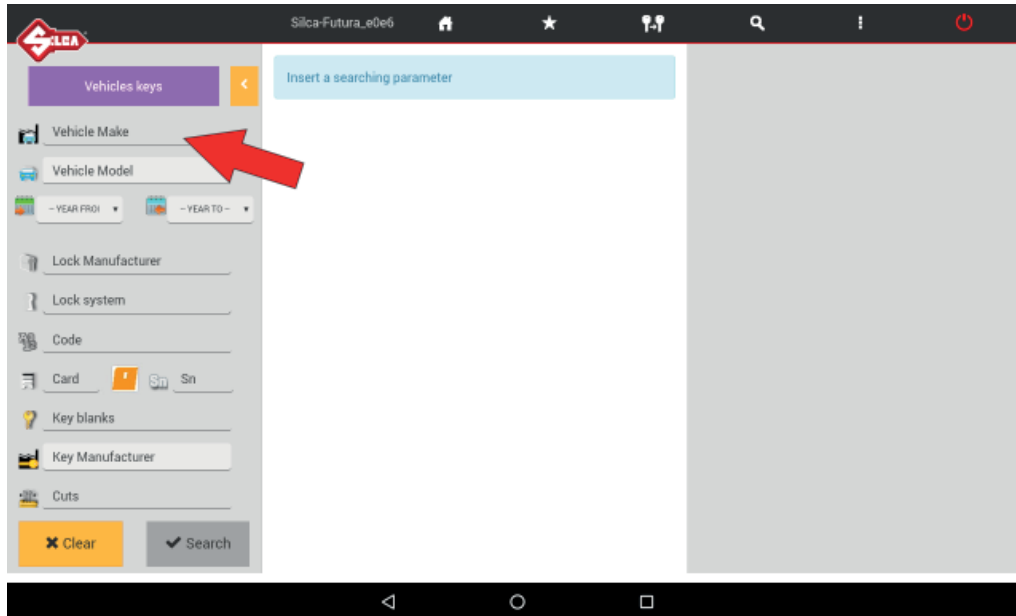 SILCA
Silca-Futura_e0e6
Vehicles keys
Insert a searching parameter
Vehicle Make
Vehicle Model
- YEAR FROI
- YEAR TO -
Lock Manufacturer
Lock system
Code
Card
Sn
Sn
Key blanks
Key Manufacturer
Cuts
Clear
Search